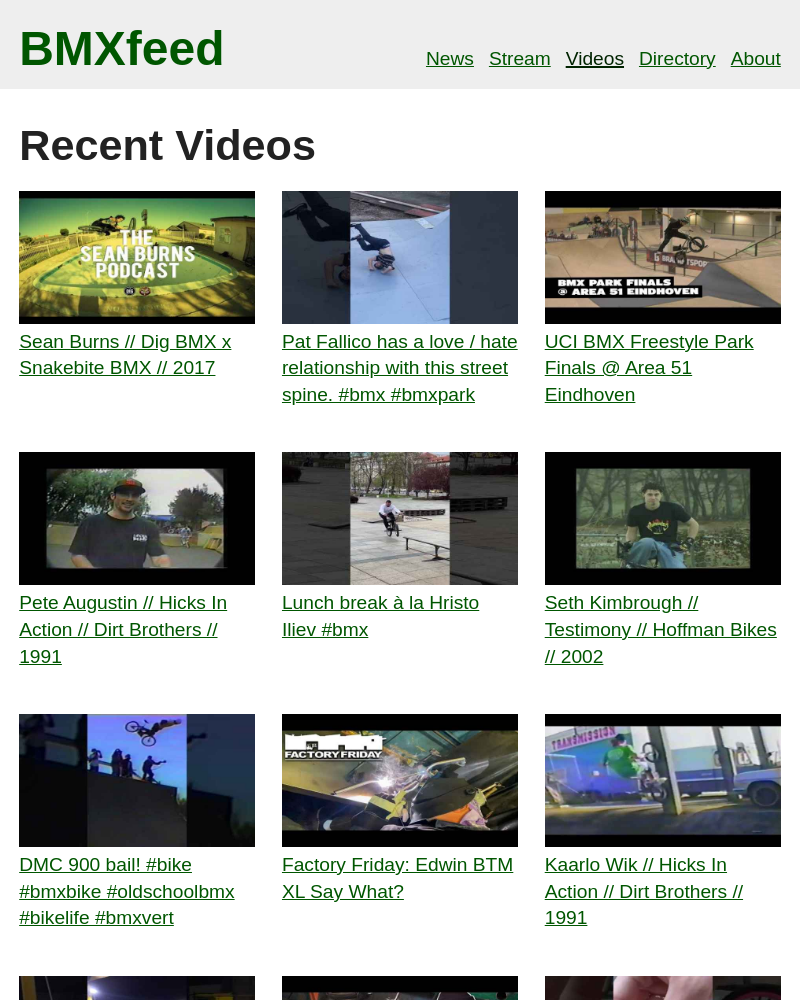 BMXfeed
News Stream Videos Directory About
Recent Videos
THE
SEAN BURNS
PODCAST
BMX PARK FINALS
@ AREA 51 EINDHOVEN
Sean Burns // Dig BMX x
Snakebite BMX // 2017
Pat Fallico has a love / hate
relationship with this street
spine. #bmx #bmxpark
UCI BMX Freestyle Park
Finals @ Area 51
Eindhoven
Pete Augustin // Hicks In
Action // Dirt Brothers //
1991
Lunch break à la Hristo
Iliev #bmx
Seth Kimbrough //
Testimony // Hoffman Bikes
// 2002
FACTORY FRIDAY
TRANSMISSION
DMC 900 bail! #bike
#bmxbike #oldschoolbmx
#bikelife #bmxvert
Factory Friday: Edwin BTM
XL Say What?
Kaarlo Wik // Hicks In
Action // Dirt Brothers //
1991